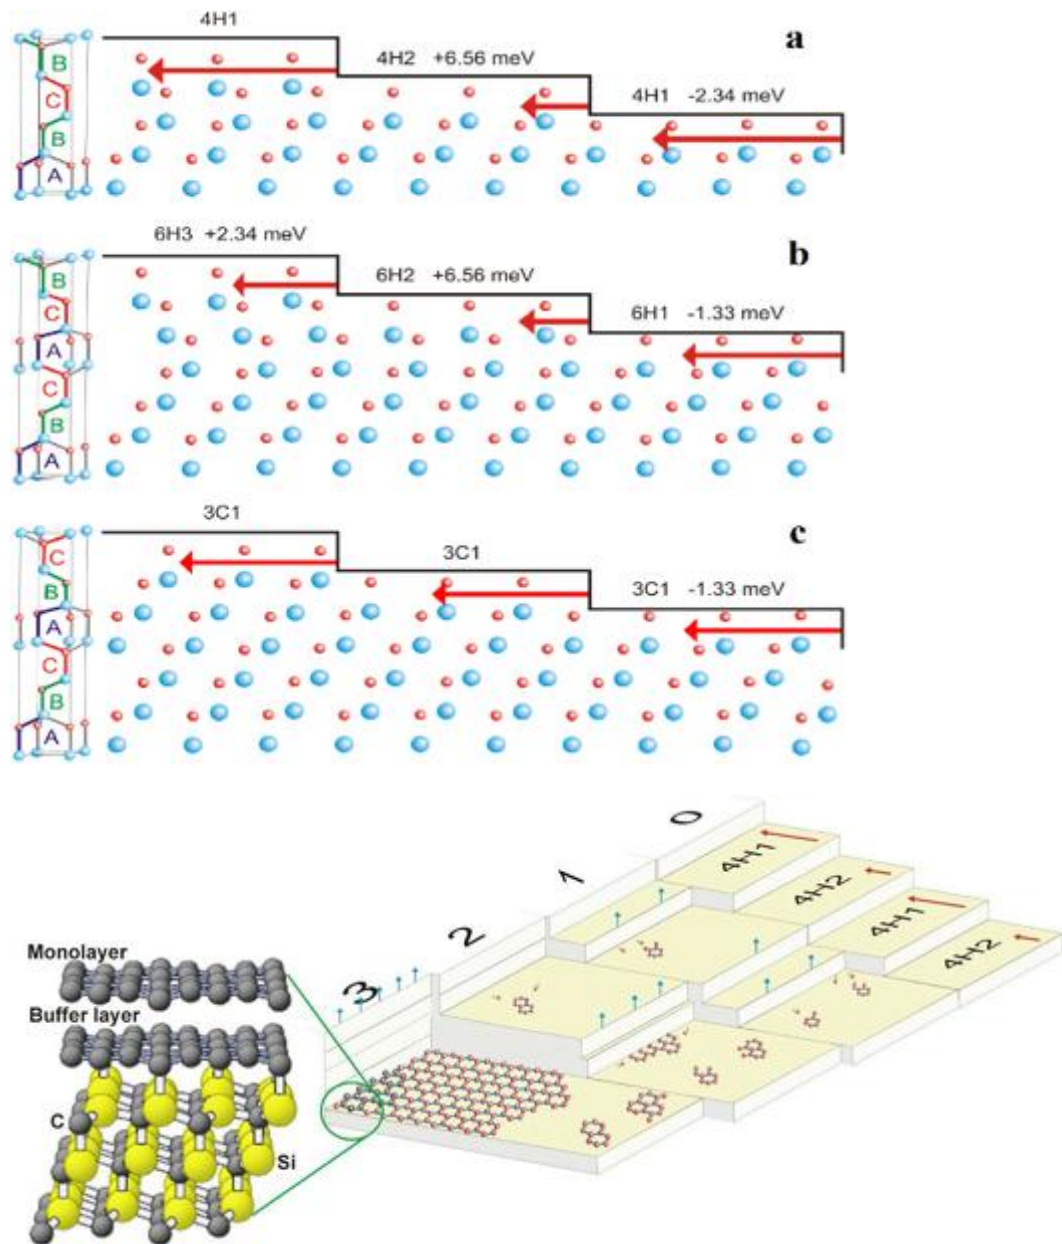 4H1
a
4H2 +6.56 meV
4H1 -2.34 meV
B
C
B
A
6H3 +2.34 meV
b
6H2 +6.56 meV
6H1 -1.33 meV
B
C
A
C
B
A
3C1
c
3C1
3C1 -1.33 meV
C
B
A
C
B
A
0
1
2
3
4H1
4H2
4H1
4H2
Monolayer
Buffer layer
C
Si